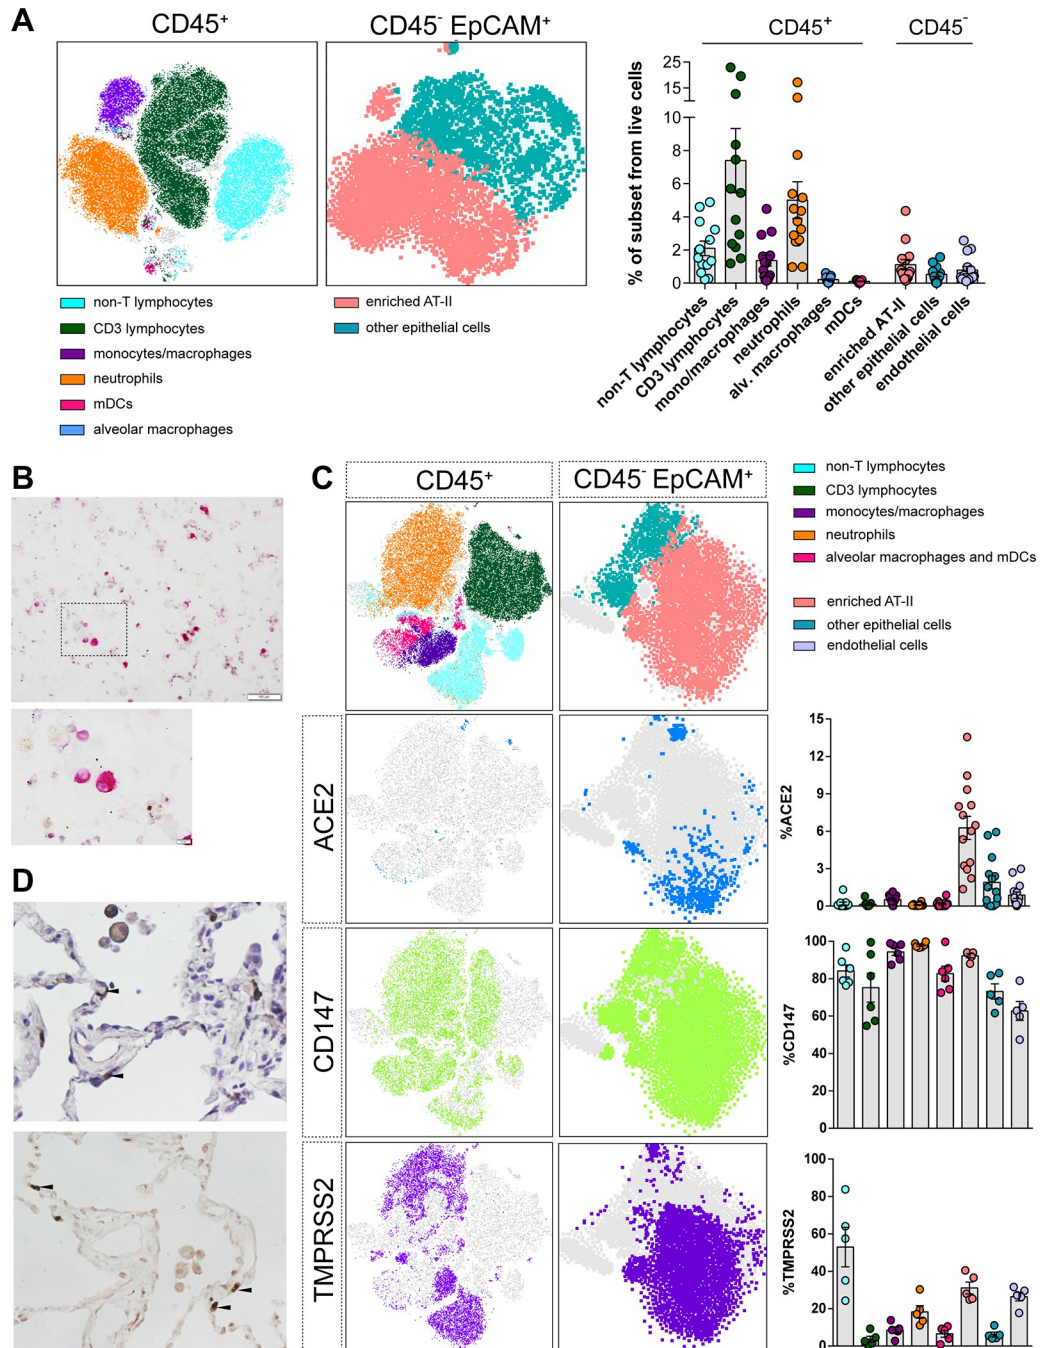 A
CD45+
CD45- EpCAM+
CD45+
CD45-
% of subset from live cells
25
15
10
8
6
4
2
0
non-T lymphocytes
CD3 lymphocytes
mono/macrophages
neutrophils
alv. macrophages
mDCs
enriched AT-II
other epithelial cells
endothelial cells
non-T lymphocytes
CD3 lymphocytes
monocytes/macrophages
neutrophils
mDCs
alveolar macrophages
enriched AT-II
other epithelial cells
B
C
CD45+
CD45- EpCAM+
non-T lymphocytes
CD3 lymphocytes
monocytes/macrophages
neutrophils
alveolar macrophages and mDCs
enriched AT-II
other epithelial cells
endothelial cells
ACE2
%ACE2
15
12
9
6
3
0
D
CD147
%CD147
100
80
60
40
20
0
TMPRSS2
%TMPRSS2
100
80
60
40
20
0